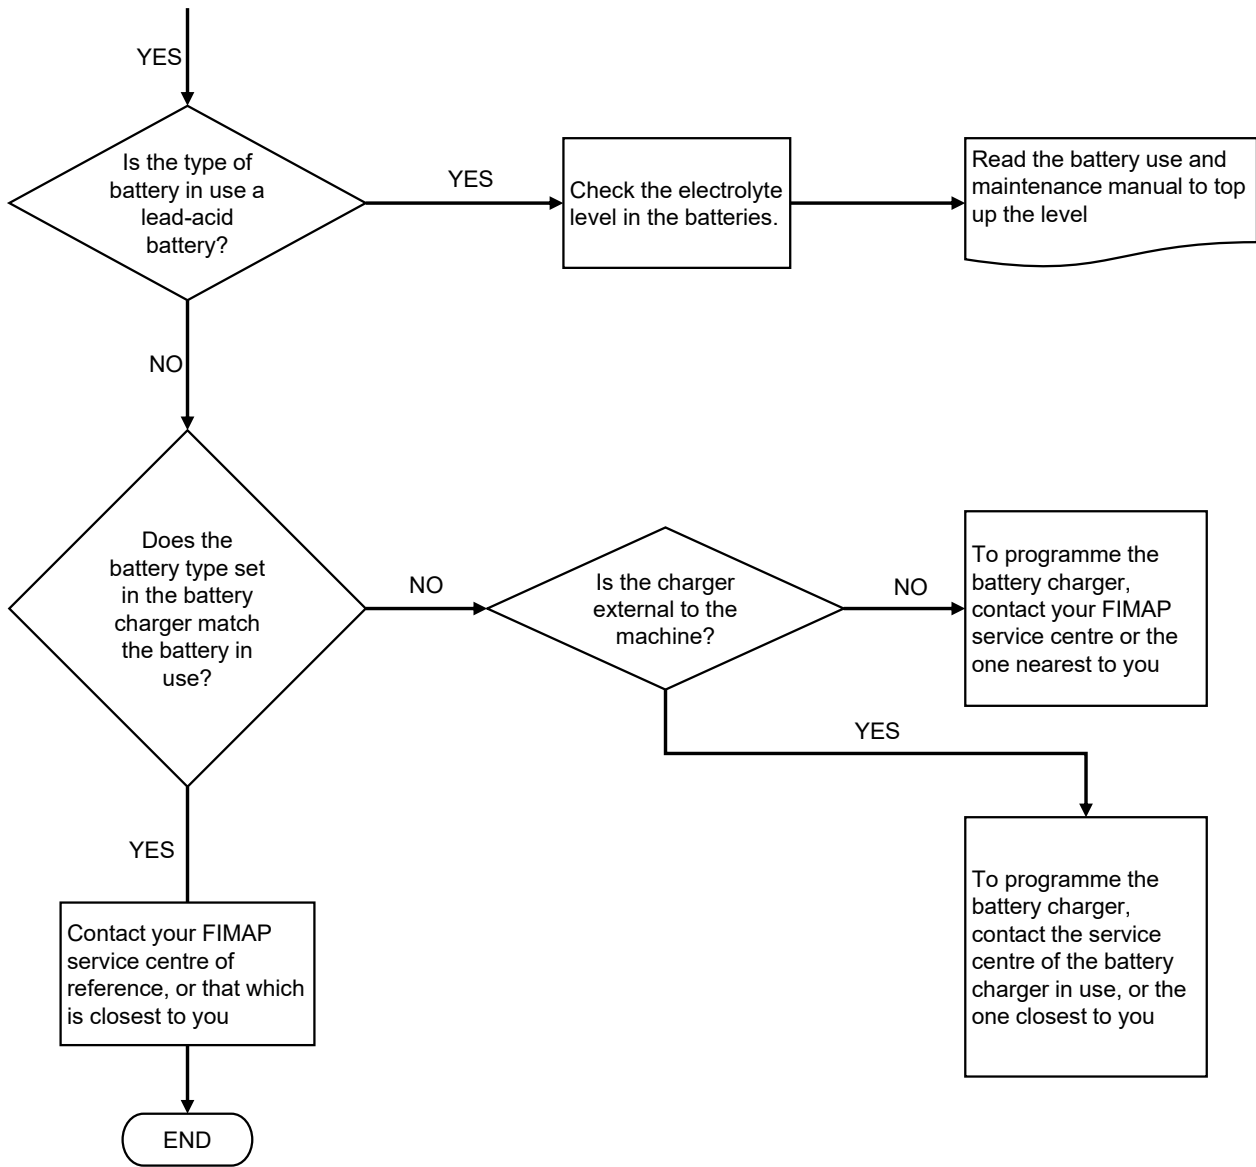 YES
Is the type of
battery in use a
lead-acid
battery?
YES
Check the electrolyte
level in the batteries.
Read the battery use and
maintenance manual to top
up the level
NO
Does the
battery type set
in the battery
charger match
the battery in
use?
NO
Is the charger
external to the
machine?
NO
To programme the
battery charger,
contact your FIMAP
service centre or the
one nearest to you
YES
To programme the
battery charger,
contact the service
centre of the battery
charger in use, or the
one closest to you
YES
Contact your FIMAP
service centre of
reference, or that which
is closest to you
END